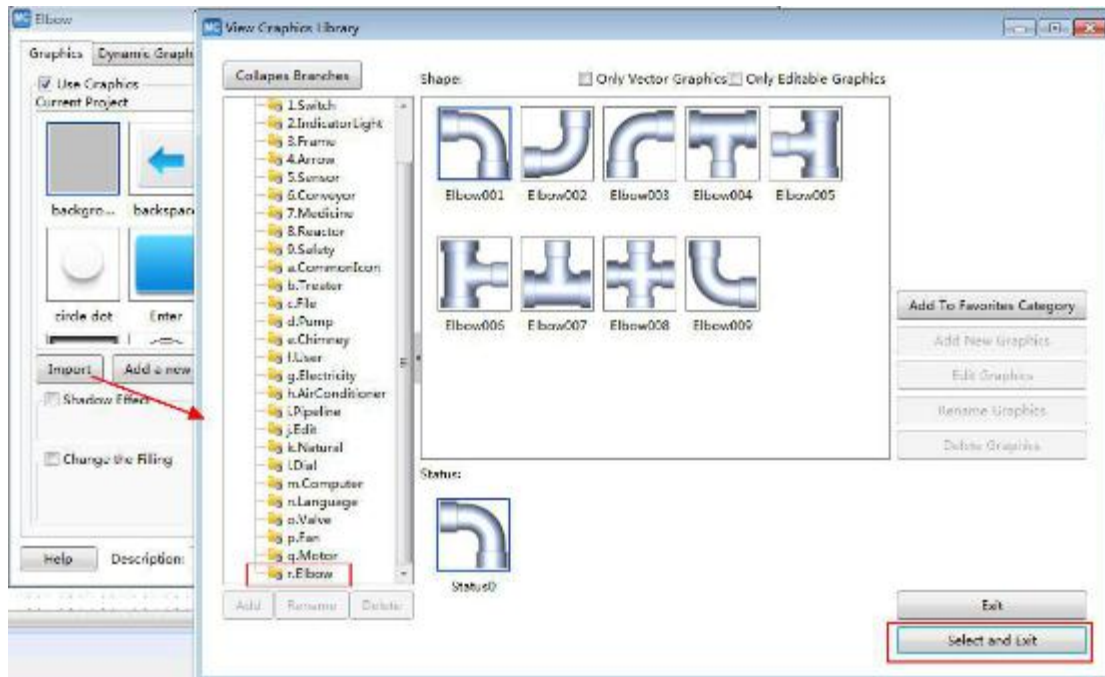 Elbow
Graphics
Use Graphics
Current Project
circle dot
Enter
Import
Add a new
Shadow Effect
Change the Filling
Help
Description:
View Graphics Library
Collapes Branches
1.Switch
2.IndicatorLight
3.Frame
4.Arrow
5.Sensor
6.Conveyor
7.Medicine
8.Reactor
9.Safety
a.CommonIcon
b.Treater
c.File
d.Pump
e.Chimney
f.User
g.Electricity
h.AirConditioner
i.Pipeline
j.Edit
k.Natural
l.Dial
m.Computer
n.Language
o.Valve
p.Fan
q.Motor
r.Elbow
Add Rename Delete
Shape:
Only Vector Graphics Only Editable Graphics
Elbow001 Elbow002 Elbow003 Elbow004 Elbow005
Elbow006 Elbow007 Elbow008 Elbow009
Status:
Status0
Add To Favorites Category
Add New Graphics
Edit Graphics
Rename Graphics
Delete Graphics
Exit
Select and Exit